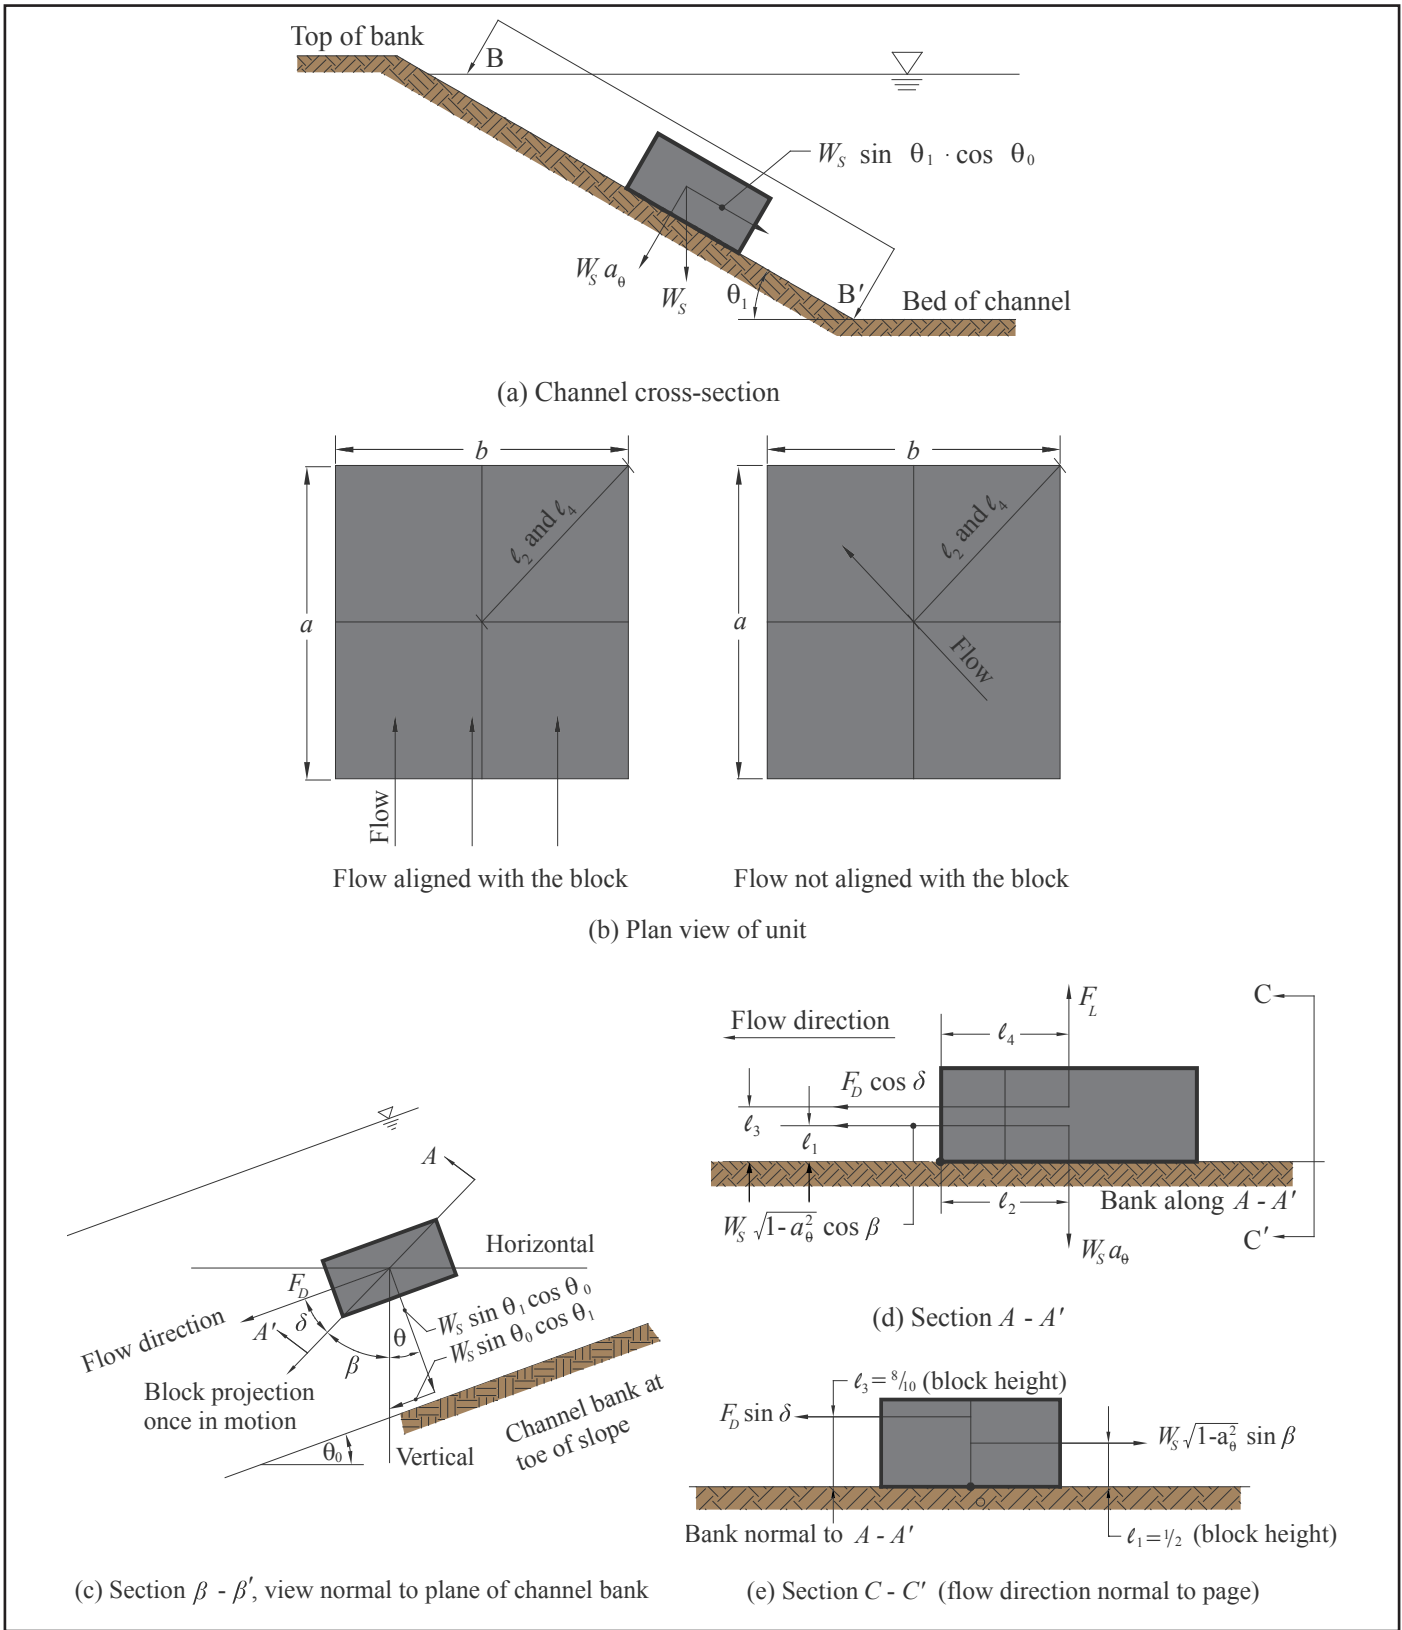 Top of bank
B
W_S sin θ₁ · cos θ₀
W_S a_θ
W_S
θ₁
B′
Bed of channel
(a) Channel cross-section
b
a
ℓ₂ and ℓ₄
Flow
Flow aligned with the block
b
a
ℓ₂ and ℓ₄
Flow
Flow not aligned with the block
(b) Plan view of unit
A
Horizontal
F_D
Flow direction
δ
A′
β
θ
W_S sin θ₁ cos θ₀
W_S sin θ₀ cos θ₁
Block projection
once in motion
Channel bank at
toe of slope
θ₀
Vertical
(c) Section β - β′, view normal to plane of channel bank
F_L
C
Flow direction
ℓ₄
F_D cos δ
ℓ₃
ℓ₁
ℓ₂
Bank along A - A′
W_S √1-a_θ² cos β
W_S a_θ
C′
(d) Section A - A′
ℓ₃ = 8/10 (block height)
F_D sin δ
W_S √1-a_θ² sin β
O
Bank normal to A - A′
ℓ₁ = 1/2 (block height)
(e) Section C - C′ (flow direction normal to page)